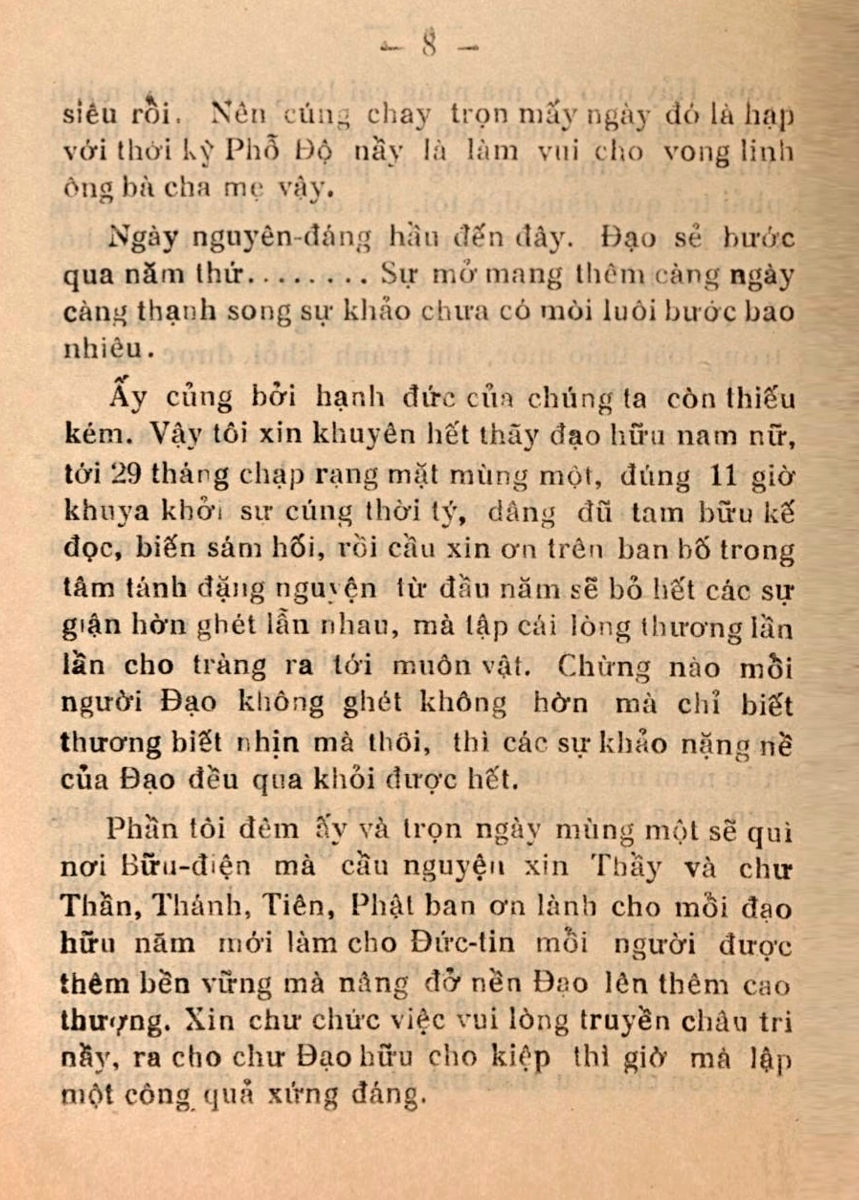 — 8 —
siêu rồi. Nên cúng chay trọn mấy ngày đó là hạp
với thời kỳ Phổ Độ nầy là làm vui cho vong linh
ông bà cha mẹ vậy.
Ngày nguyên-đáng hầu đến đây. Đạo sẻ bước
qua năm thứ........ Sự mở mang thêm càng ngày
càng thạnh song sự khảo chưa có mòi luôi bước bao
nhiêu.
Ấy củng bởi hạnh đức của chúng ta còn thiếu
kém. Vậy tôi xin khuyên hết thãy đạo hữu nam nữ,
tới 29 tháng chạp rạng mặt mùng một, đúng 11 giờ
khuya khởi sự cúng thời tý, dâng đũ tam bữu kế
đọc, biến sám hối, rồi cầu xin ơn trên ban bố trong
tâm tánh đặng nguyện từ đầu năm sẽ bỏ hết các sự
giận hờn ghét lẫn nhau, mà tập cái lòng thương lần
lần cho tràng ra tới muôn vật. Chừng nào mỗi
người Đạo không ghét không hờn mà chỉ biết
thương biết nhịn mà thôi, thì các sự khảo nặng nề
của Đạo đều qua khỏi được hết.
Phần tôi đêm ấy và trọn ngày mùng một sẽ quì
nơi Bữu-điện mà cầu nguyện xin Thầy và chư
Thần, Thánh, Tiên, Phật ban ơn lành cho mỗi đạo
hữu năm mới làm cho Đức-tin mỗi người được
thêm bền vững mà nâng đở nền Đạo lên thêm cao
thượng. Xin chư chức việc vui lòng truyền châu tri
nầy, ra cho chư Đạo hữu cho kiệp thì giờ mà lập
một công quả xứng đáng.